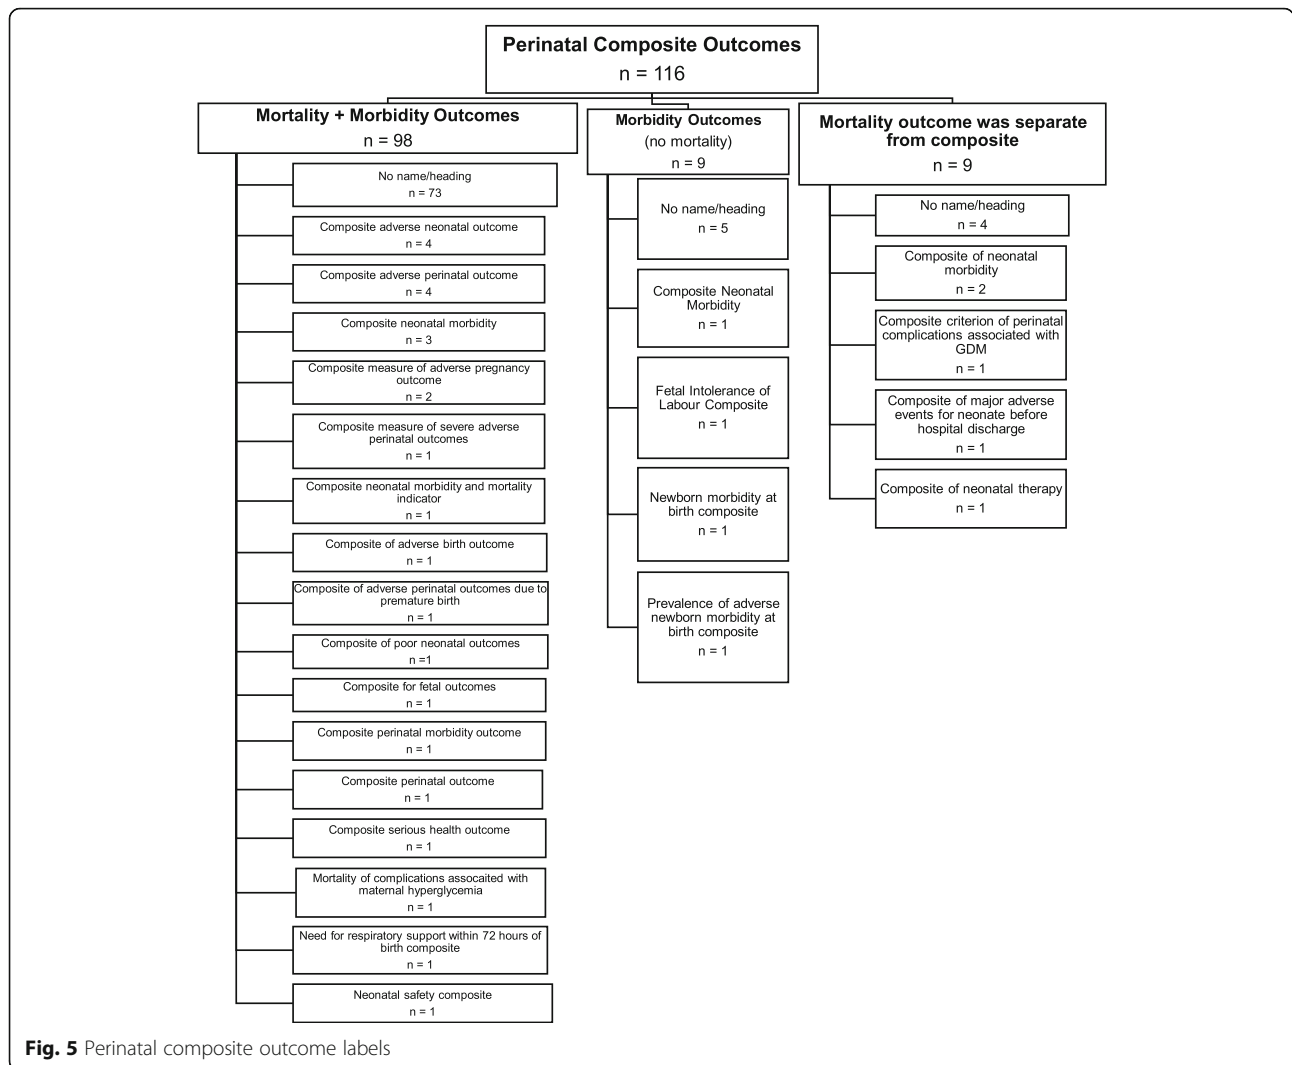 Perinatal Composite Outcomes
n = 116
Mortality + Morbidity Outcomes
n = 98
No name/heading
n = 73
Composite adverse neonatal outcome
n = 4
Composite adverse perinatal outcome
n = 4
Composite neonatal morbidity
n = 3
Composite measure of adverse pregnancy
outcome
n = 2
Composite measure of severe adverse
perinatal outcomes
n = 1
Composite neonatal morbidity and mortality
indicator
n = 1
Composite of adverse birth outcome
n = 1
Composite of adverse perinatal outcomes due to
premature birth
n = 1
Composite of poor neonatal outcomes
n =1
Composite for fetal outcomes
n = 1
Composite perinatal morbidity outcome
n = 1
Composite perinatal outcome
n = 1
Composite serious health outcome
n = 1
Mortality of complications assocaited with
maternal hyperglycemia
n = 1
Need for respiratory support within 72 hours of
birth composite
n = 1
Neonatal safety composite
n = 1
Morbidity Outcomes
(no mortality)
n = 9
No name/heading
n = 5
Composite Neonatal
Morbidity
n = 1
Fetal Intolerance of
Labour Composite
n = 1
Newborn morbidity at
birth composite
n = 1
Prevalence of adverse
newborn morbidity at
birth composite
n = 1
Mortality outcome was separate
from composite
n = 9
No name/heading
n = 4
Composite of neonatal
morbidity
n = 2
Composite criterion of perinatal
complications associated with
GDM
n = 1
Composite of major adverse
events for neonate before
hospital discharge
n = 1
Composite of neonatal therapy
n = 1
Fig. 5 Perinatal composite outcome labels